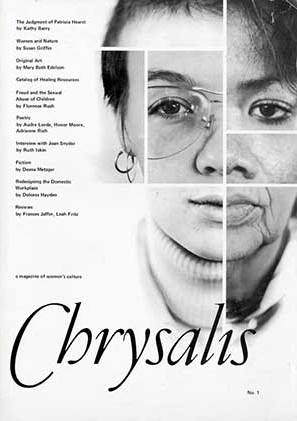 The Judgment of Patricia Hearst
by Kathy Barry
Women and Nature
by Susan Griffin
Original Art
by Mary Beth Edelson
Catalog of Healing Resources
Freud and the Sexual
Abuse of Children
by Florence Rush
Poetry
by Audre Lorde, Honor Moore,
Adrienne Rich
Interview with Joan Snyder
by Ruth Iskin
Fiction
by Deena Metzger
Redesigning the Domestic
Workplace
by Dolores Hayden
Reviews
by Frances Jaffer, Leah Fritz
a magazine of women's culture
Chrysalis
No. 1